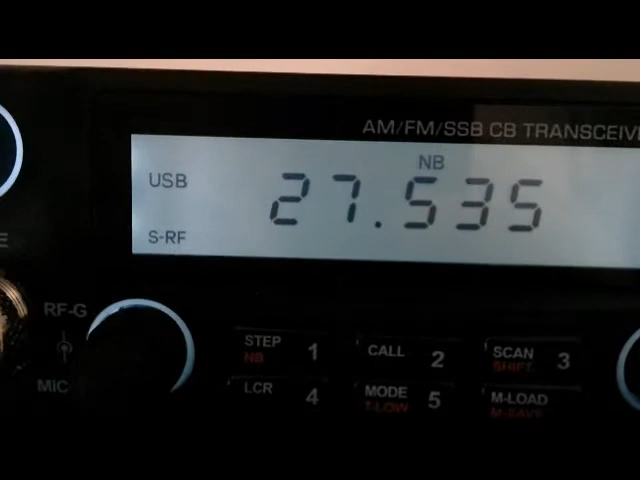 AM/FM/SSB CB TRANSCEIVE
NB
USB
27.535
S-RF
E
RF-G
MIC
STEP 1
NB
CALL 2
SCAN 3
SHIFT
LCR 4
MODE 5
T-LOW
M-LOAD
M-SAVE